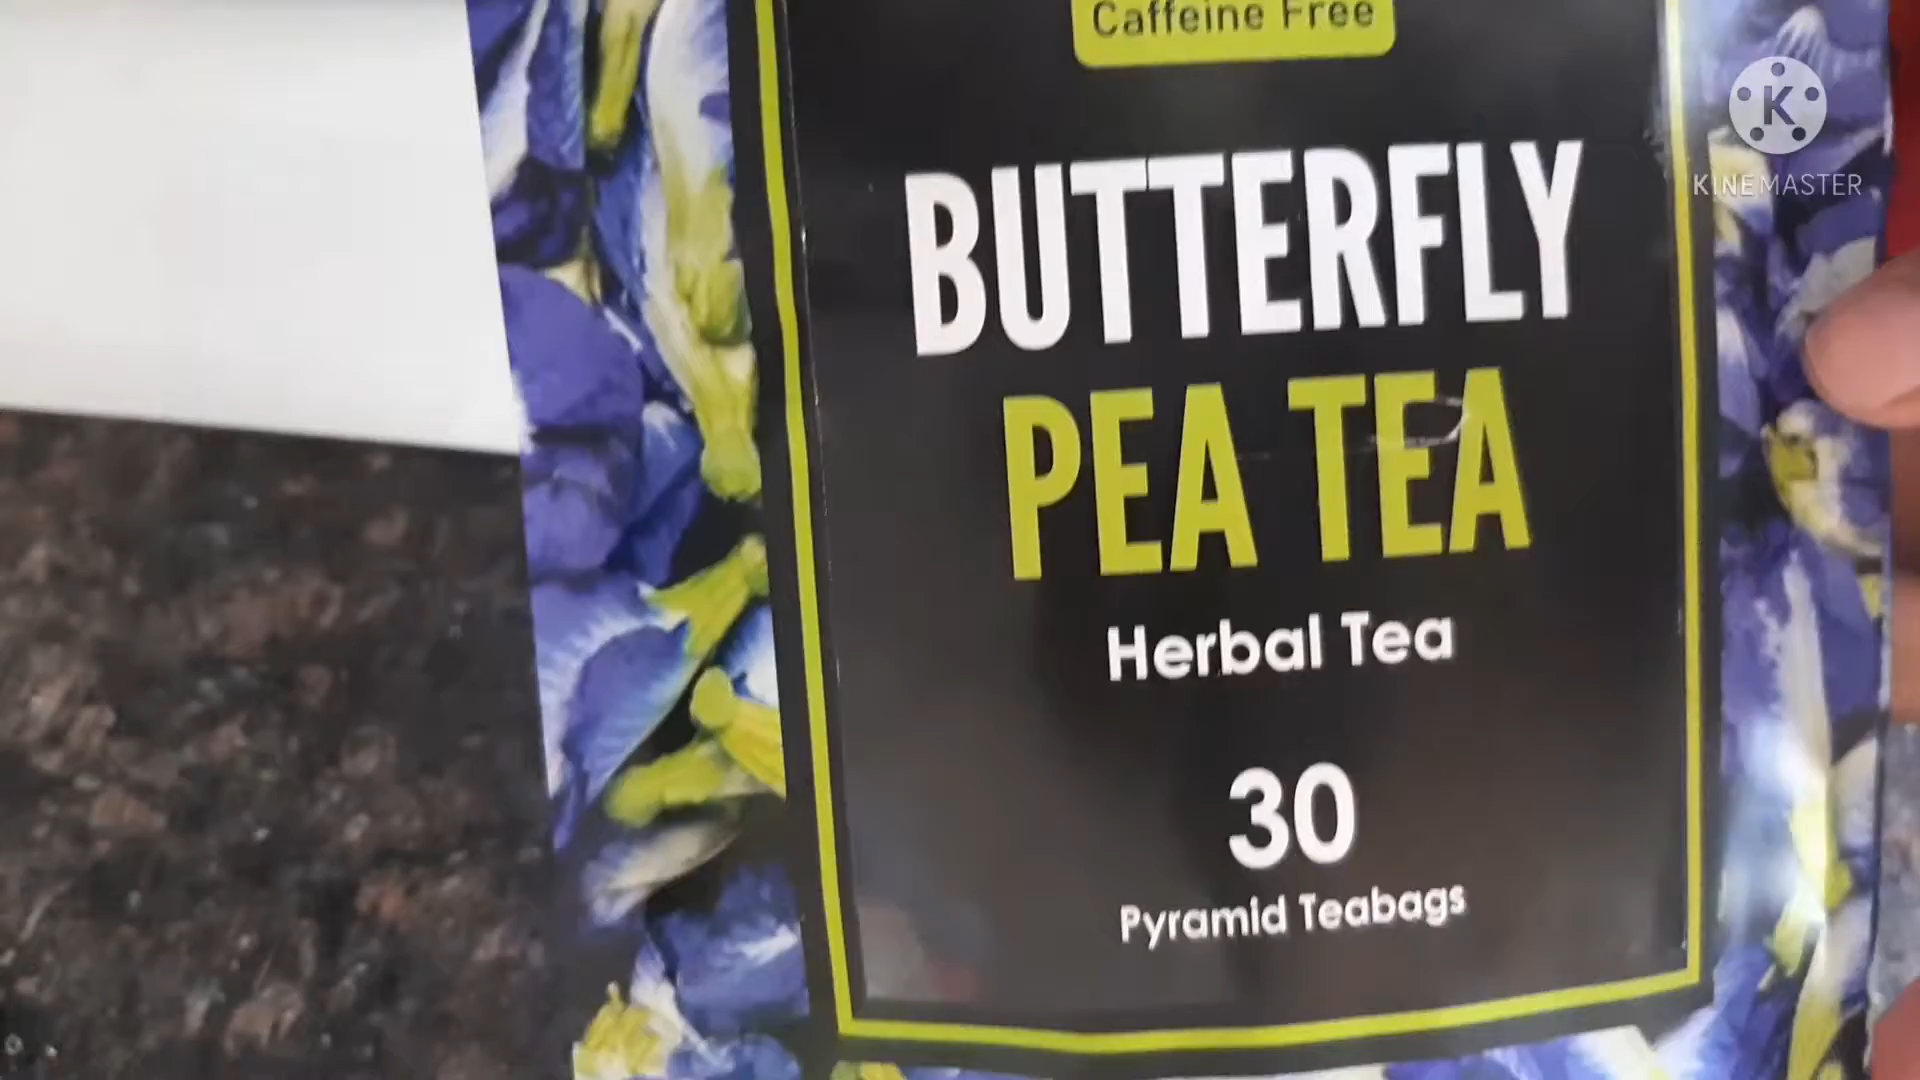 Caffeine Free
K
KINEMASTER
BUTTERFLY
PEA TEA
Herbal Tea
30
Pyramid Teabags